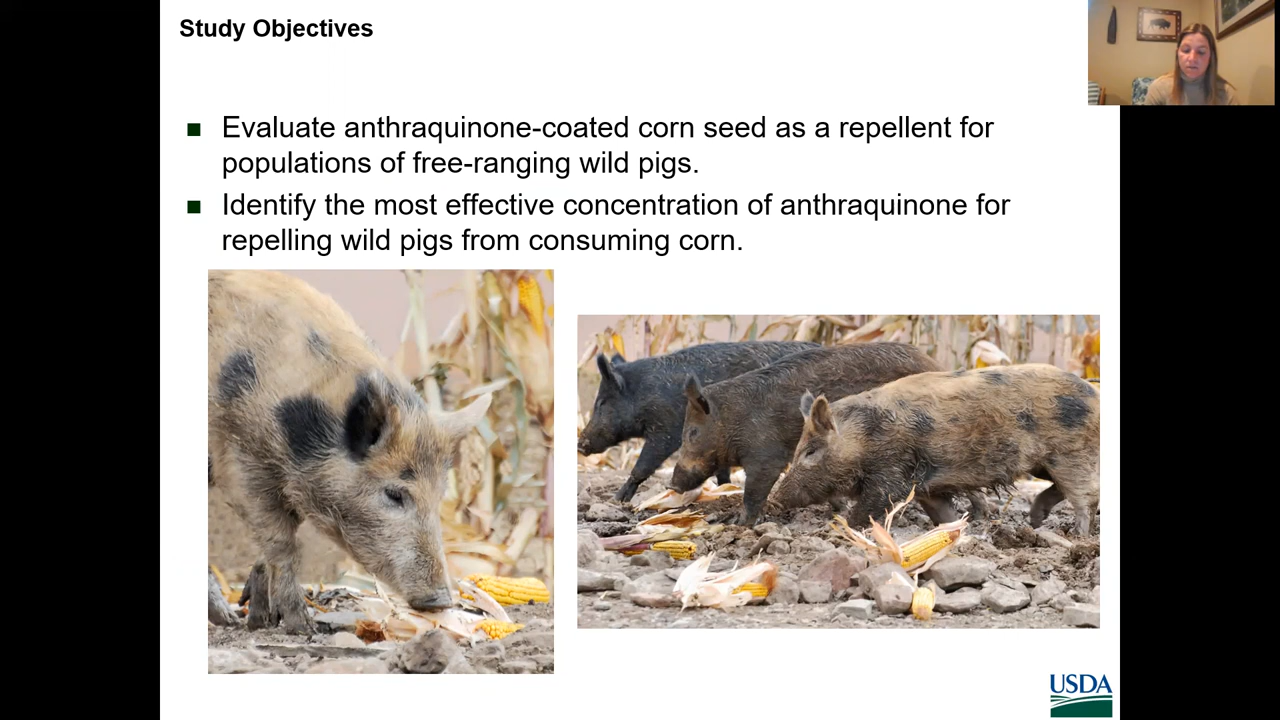 Study Objectives
Evaluate anthraquinone-coated corn seed as a repellent for
populations of free-ranging wild pigs.
Identify the most effective concentration of anthraquinone for
repelling wild pigs from consuming corn.
USDA